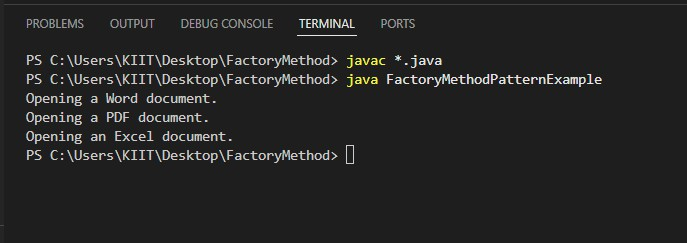 PROBLEMS OUTPUT DEBUG CONSOLE TERMINAL PORTS
PS C:\Users\KIIT\Desktop\FactoryMethod> javac *.java
PS C:\Users\KIIT\Desktop\FactoryMethod> java FactoryMethodPatternExample
Opening a Word document.
Opening a PDF document.
Opening an Excel document.
PS C:\Users\KIIT\Desktop\FactoryMethod>